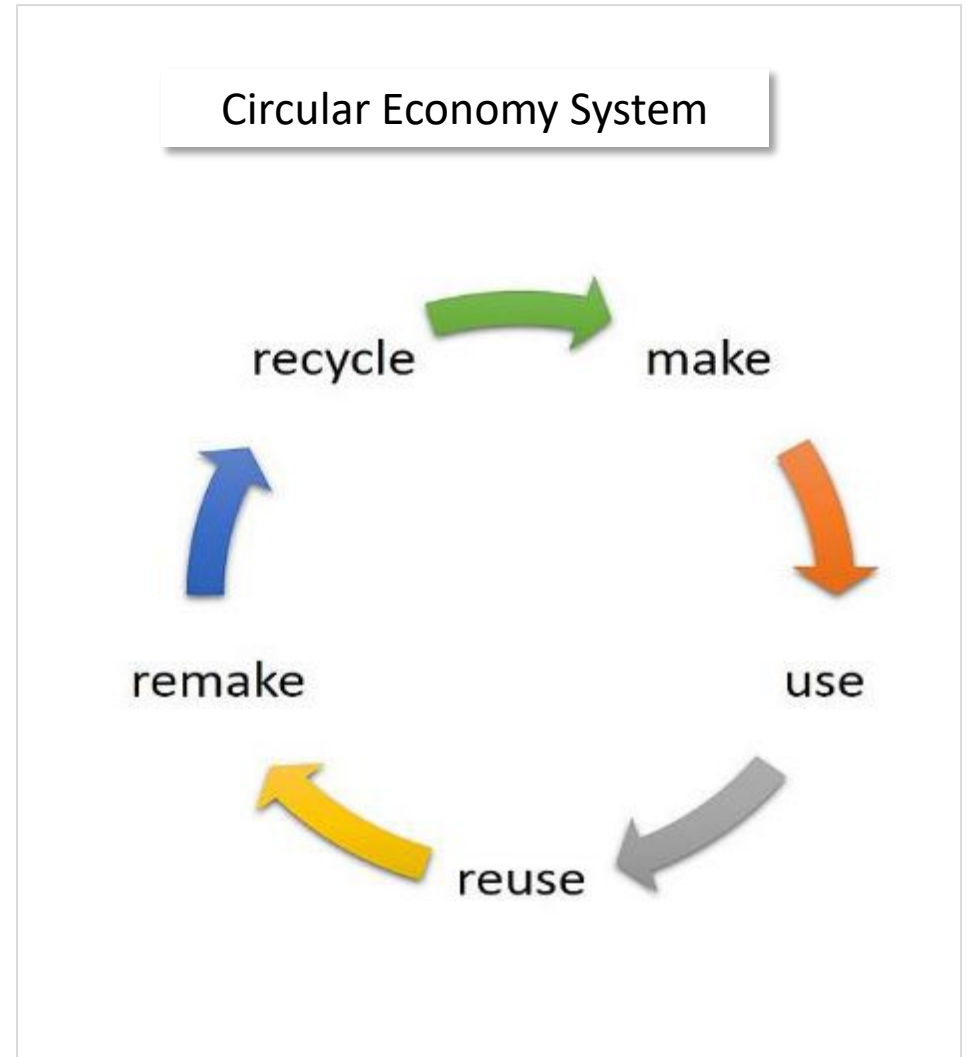 Circular Economy System
recycle
make
remake
use
reuse